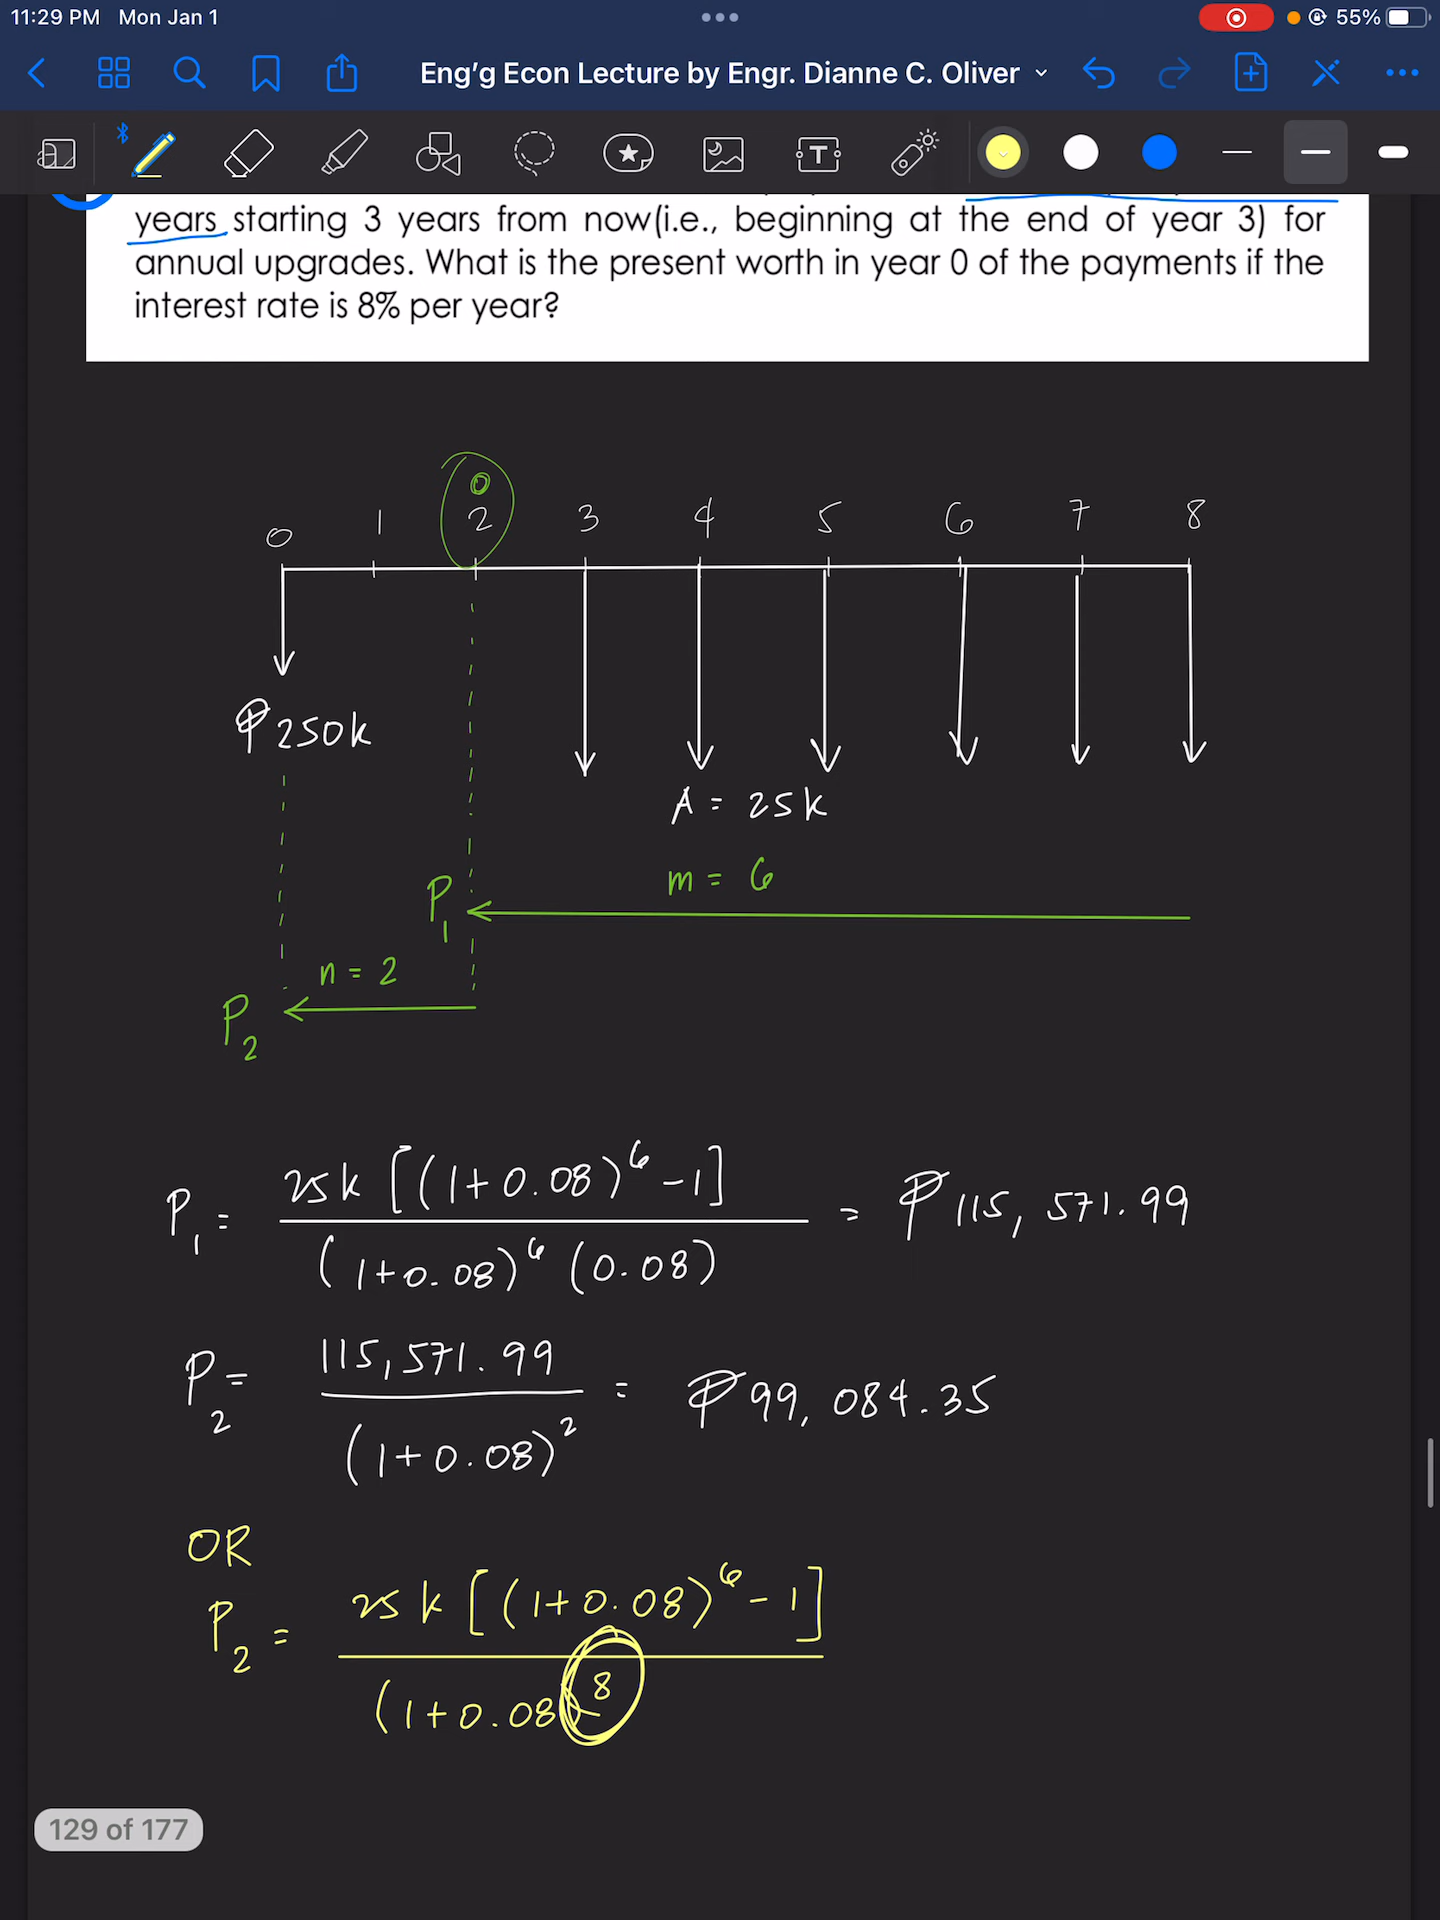 11:29 PM Mon Jan 1
55%
Eng'g Econ Lecture by Engr. Dianne C. Oliver
years starting 3 years from now(i.e., beginning at the end of year 3) for
annual upgrades. What is the present worth in year 0 of the payments if the
interest rate is 8% per year?
0
0 1 2 3 4 5 6 7 8
₱250k
A = 25k
m = 6
P1
n = 2
P2
P1 = 25k [(1+0.08)^6 -1] / (1+0.08)^6 (0.08) = ₱115,571.99
P2 = 115,571.99 / (1+0.08)^2 = ₱99,084.35
OR
P2 = 25k [(1+0.08)^6 -1] / (1+0.08)^8
129 of 177